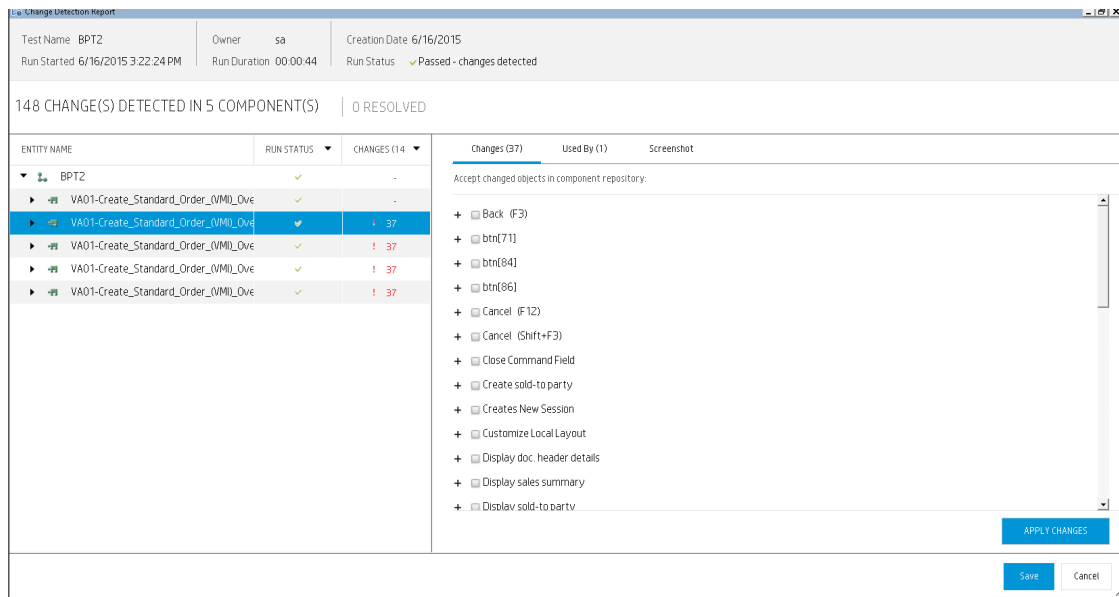 Change Detection Report
Test Name BPT2 Owner sa Creation Date 6/16/2015
Run Started 6/16/2015 3:22:24 PM Run Duration 00:00:44 Run Status Passed - changes detected
148 CHANGE(S) DETECTED IN 5 COMPONENT(S) 0 RESOLVED
ENTITY NAME RUN STATUS CHANGES (14
BPT2 -
VA01-Create_Standard_Order_(VMI)_Ove -
VA01-Create_Standard_Order_(VMI)_Ove ! 37
VA01-Create_Standard_Order_(VMI)_Ove ! 37
VA01-Create_Standard_Order_(VMI)_Ove ! 37
VA01-Create_Standard_Order_(VMI)_Ove ! 37
Changes (37) Used By (1) Screenshot
Accept changed objects in component repository:
Back (F3)
btn[71]
btn[84]
btn[86]
Cancel (F12)
Cancel (Shift+F3)
Close Command Field
Create sold-to party
Creates New Session
Customize Local Layout
Display doc. header details
Display sales summary
Display sold-to party
APPLY CHANGES
Save Cancel